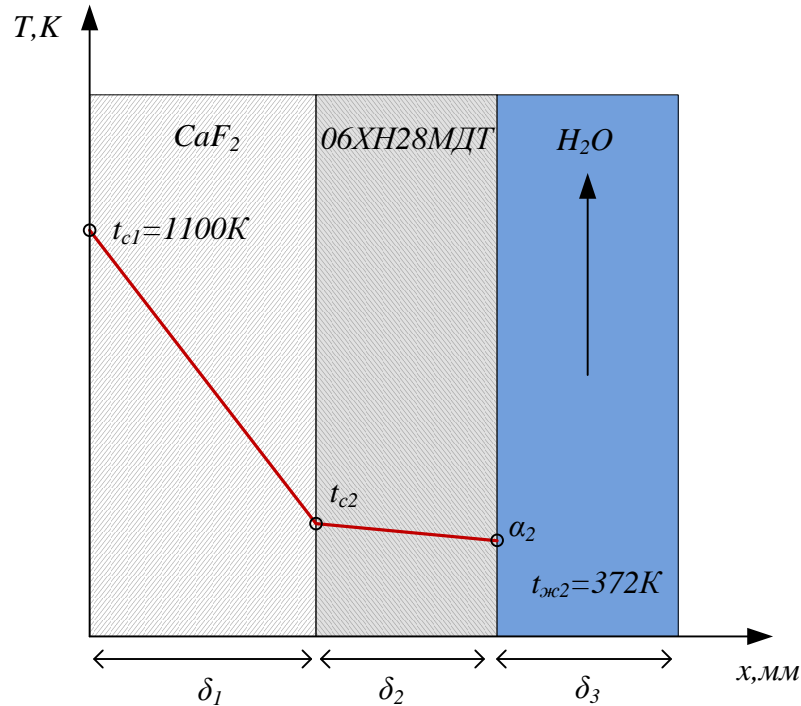 T,K
CaF2
06ХН28МДТ
H2O
tc1=1100K
tc2
α2
tж2=372K
x,мм
δ1
δ2
δ3